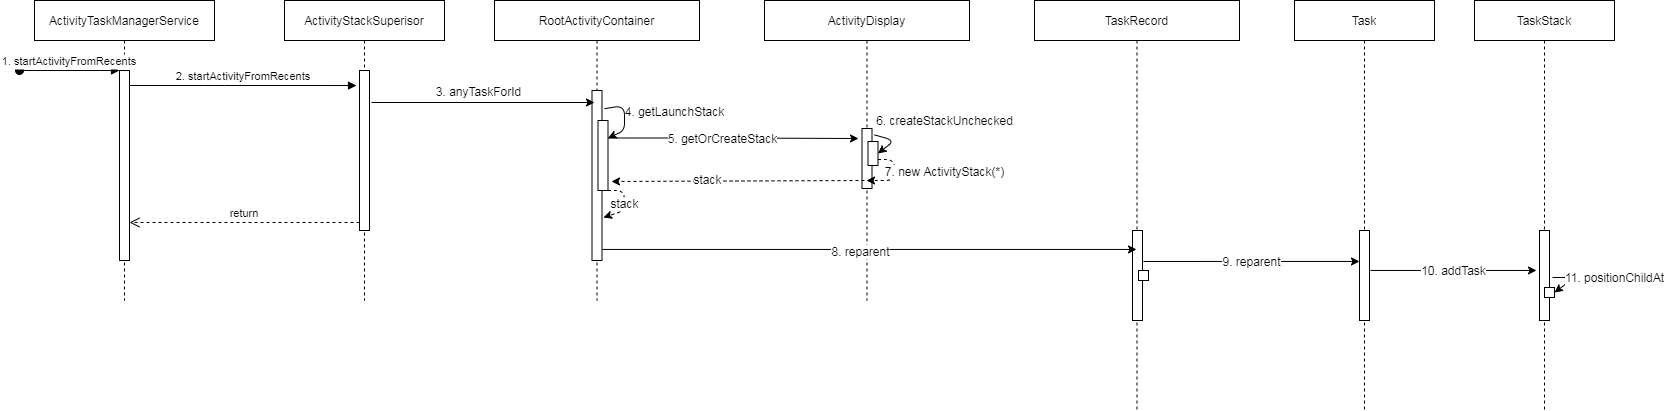 ActivityTaskManagerService
ActivityStackSuperisor
RootActivityContainer
ActivityDisplay
TaskRecord
Task
TaskStack
1. startActivityFromRecents
2. startActivityFromRecents
3. anyTaskForId
4. getLaunchStack
5. getOrCreateStack
6. createStackUnchecked
7. new ActivityStack(*)
stack
stack
return
8. reparent
9. reparent
10. addTask
11. positionChildAt